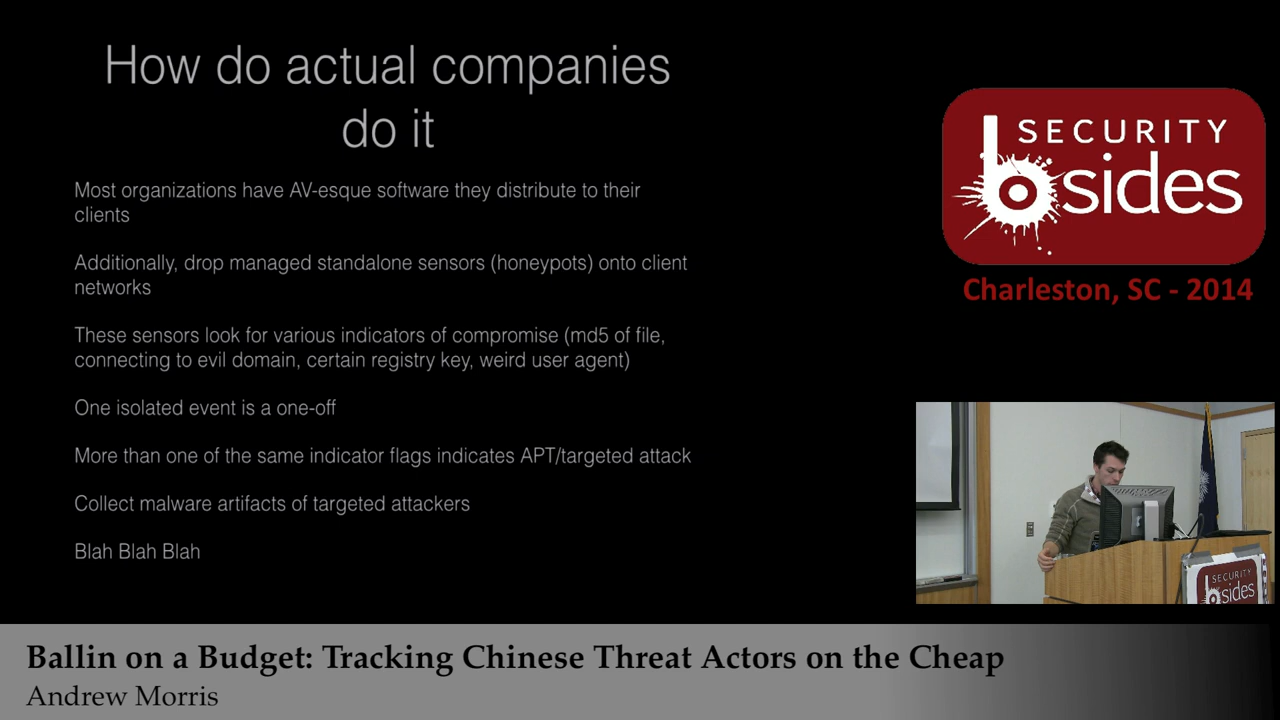 How do actual companies
do it
Most organizations have AV-esque software they distribute to their
clients
Additionally, drop managed standalone sensors (honeypots) onto client
networks
These sensors look for various indicators of compromise (md5 of file,
connecting to evil domain, certain registry key, weird user agent)
One isolated event is a one-off
More than one of the same indicator flags indicates APT/targeted attack
Collect malware artifacts of targeted attackers
Blah Blah Blah
SECURITY
bsides
Charleston, SC - 2014
SECURITY
bsides
Ballin on a Budget: Tracking Chinese Threat Actors on the Cheap
Andrew Morris